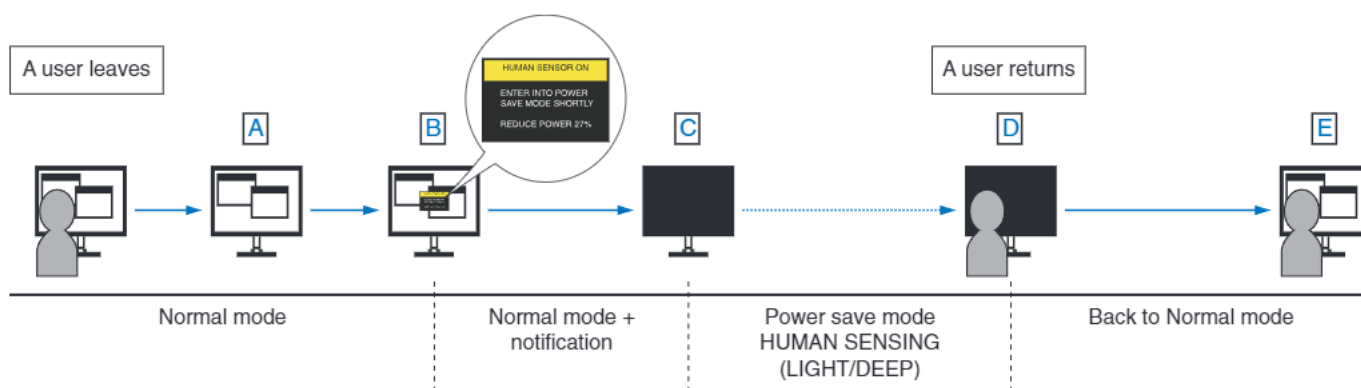 A user leaves
HUMAN SENSOR ON
ENTER INTO POWER
SAVE MODE SHORTLY
REDUCE POWER 27%
A user returns
A
B
C
D
E
Normal mode
Normal mode +
notification
Power save mode
HUMAN SENSING
(LIGHT/DEEP)
Back to Normal mode